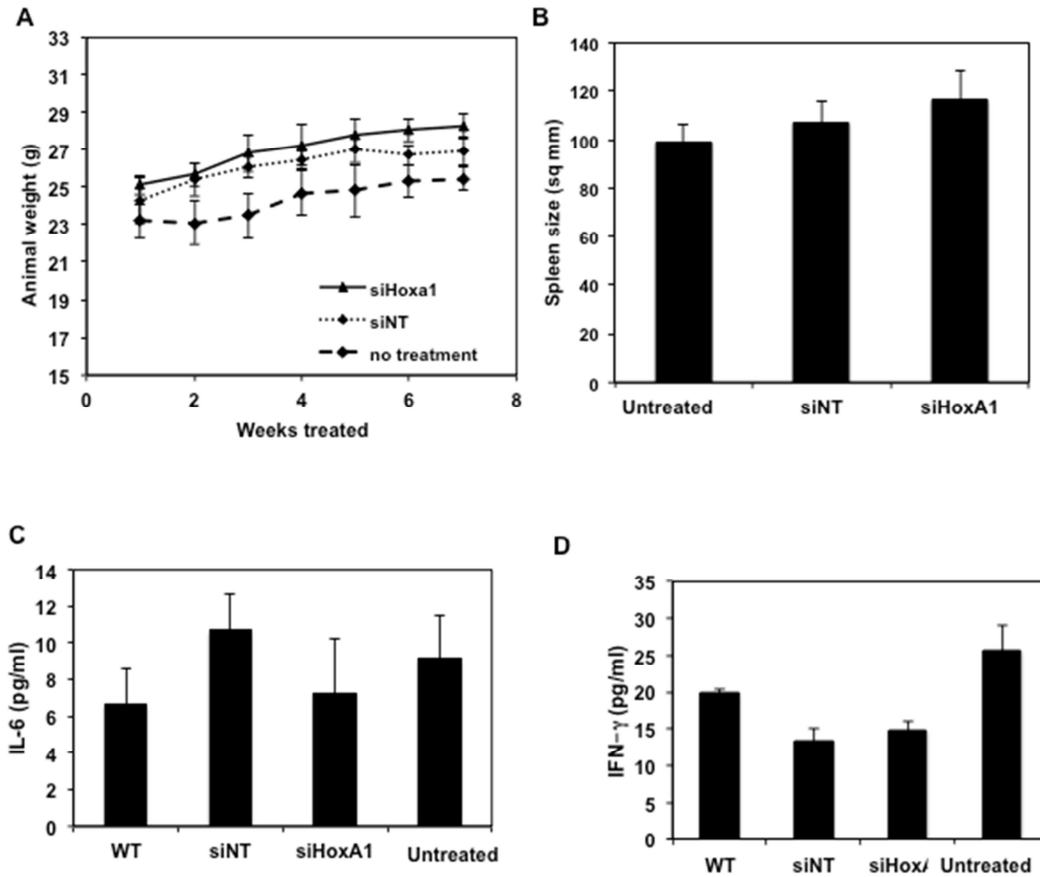 A
33
31
29
27
25
23
21
19
17
15
Animal weight (g)
siHoxa1
siNT
no treatment
0 2 4 6 8
Weeks treated
B
140
120
100
80
60
40
20
0
Spleen size (sq mm)
Untreated siNT siHoxA1
C
14
12
10
8
6
4
2
0
IL-6 (pg/ml)
WT siNT siHoxA1 Untreated
D
35
30
25
20
15
10
5
0
IFN-γ (pg/ml)
WT siNT siHoxA Untreated